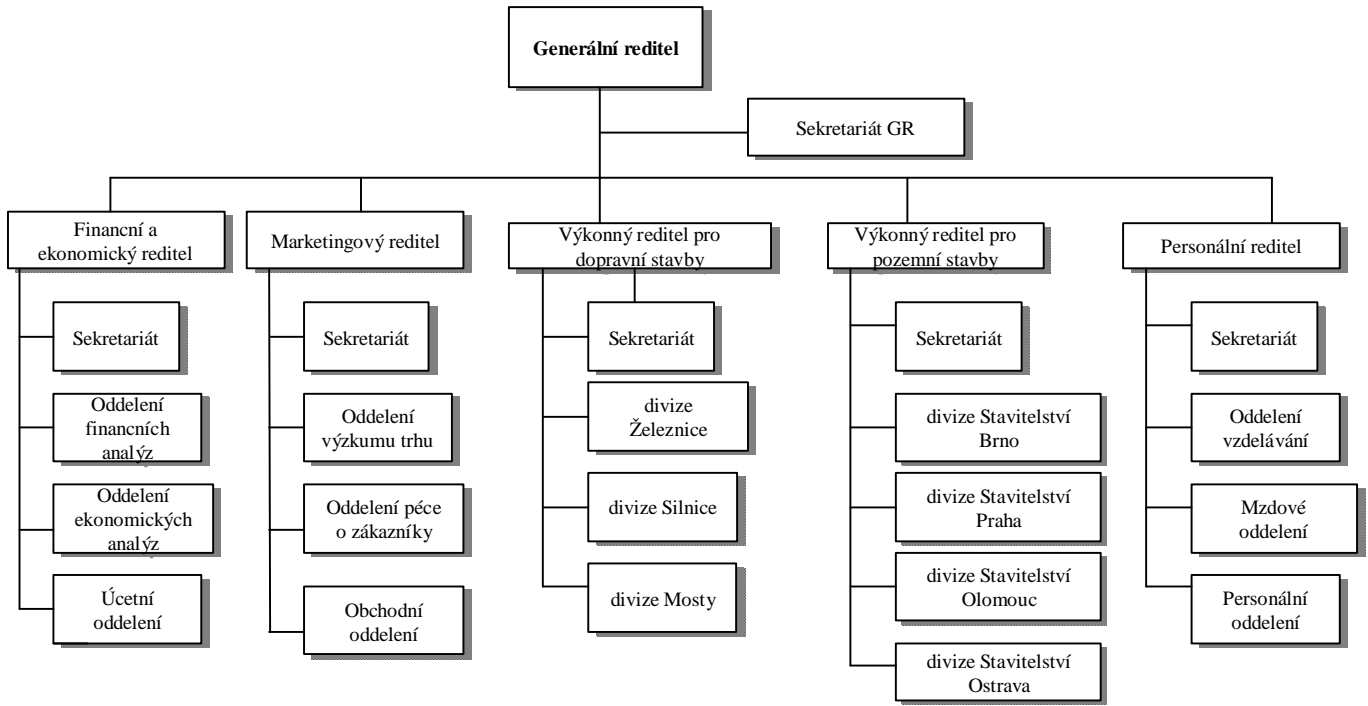 Generální reditel
Sekretariát GR
Financní a
ekonomický reditel
Marketingový reditel
Výkonný reditel pro
dopravní stavby
Výkonný reditel pro
pozemní stavby
Personální reditel
Sekretariát
Oddelení
financních
analýz
Oddelení
ekonomických
analýz
Úcetní
oddelení
Sekretariát
Oddelení
výzkumu trhu
Oddelení péce
o zákazníky
Obchodní
oddelení
Sekretariát
divize
Železnice
divize Silnice
divize Mosty
Sekretariát
divize Stavitelství
Brno
divize Stavitelství
Praha
divize Stavitelství
Olomouc
divize Stavitelství
Ostrava
Sekretariát
Oddelení
vzdelávání
Mzdové
oddelení
Personální
oddelení